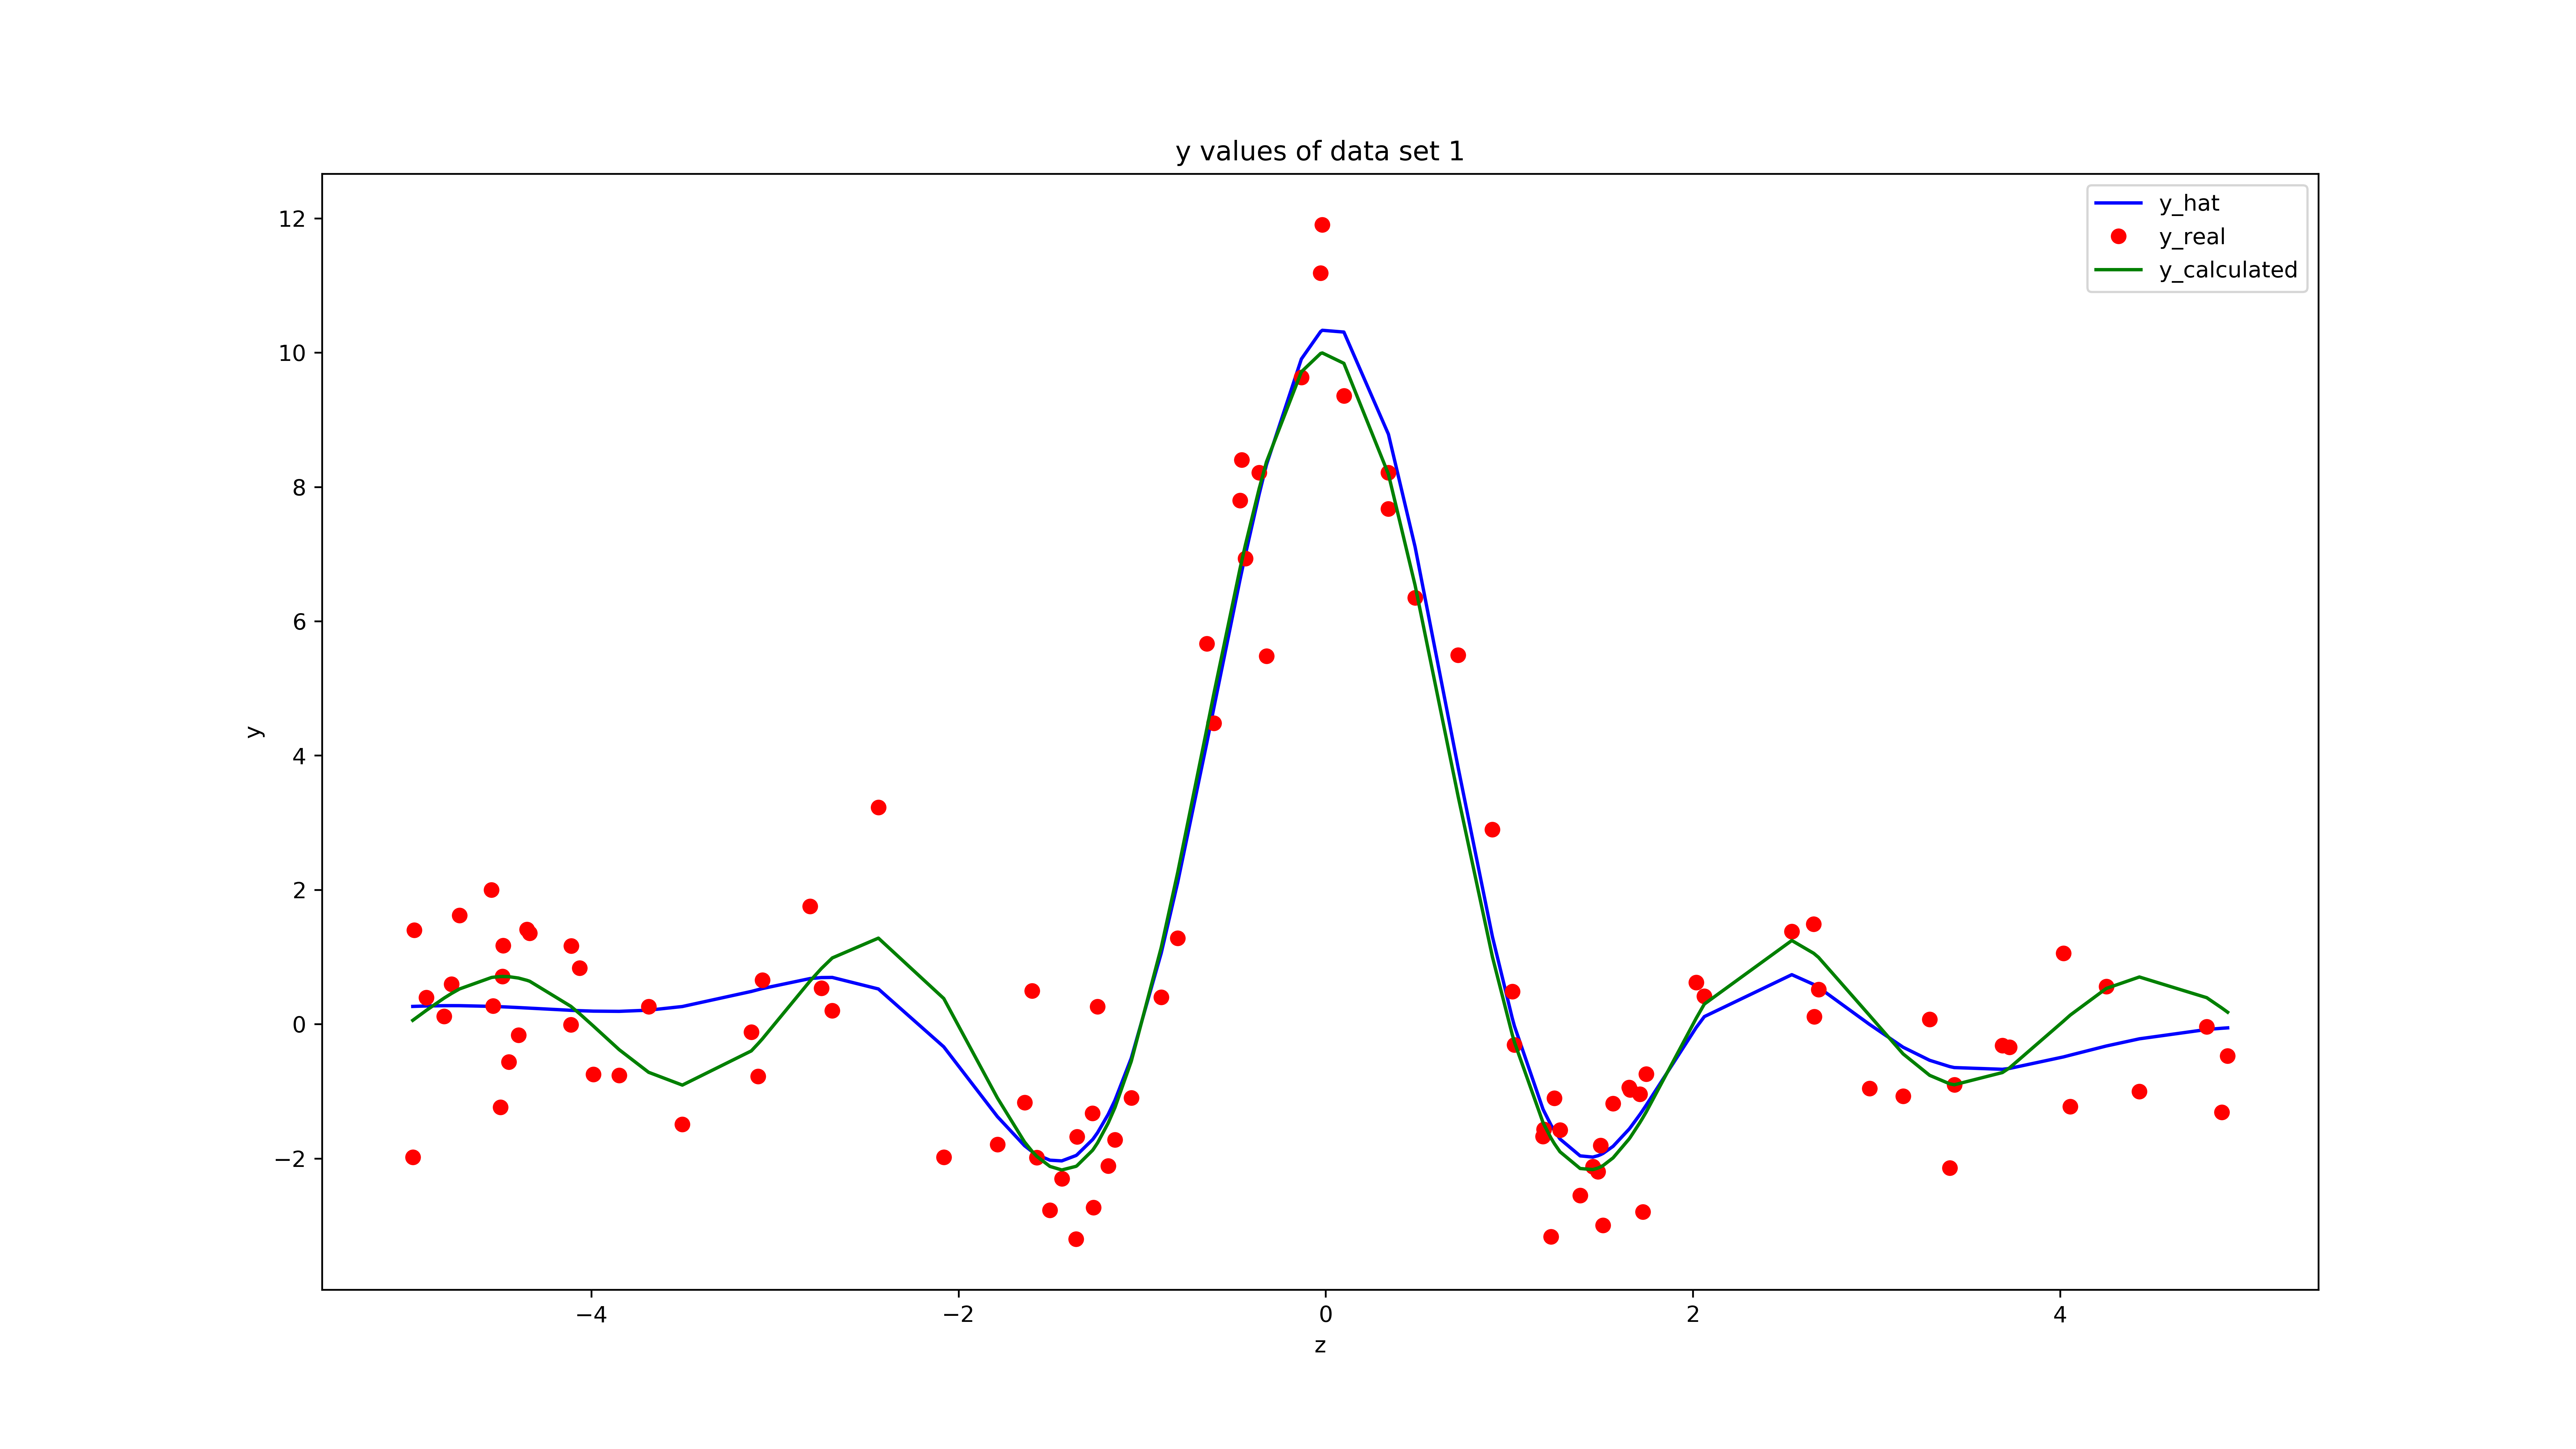 y values of data set 1
y_hat
y_real
y_calculated
12
10
8
6
4
2
0
−2
y
−4
−2
0
2
4
z